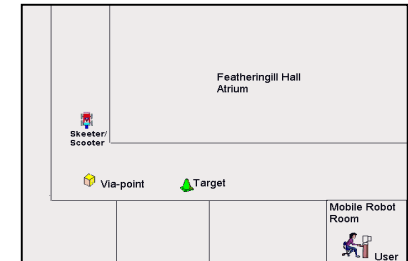 Featheringill Hall
Atrium
Skeeter/
Scooter
Via-point
Target
Mobile Robot
Room
User